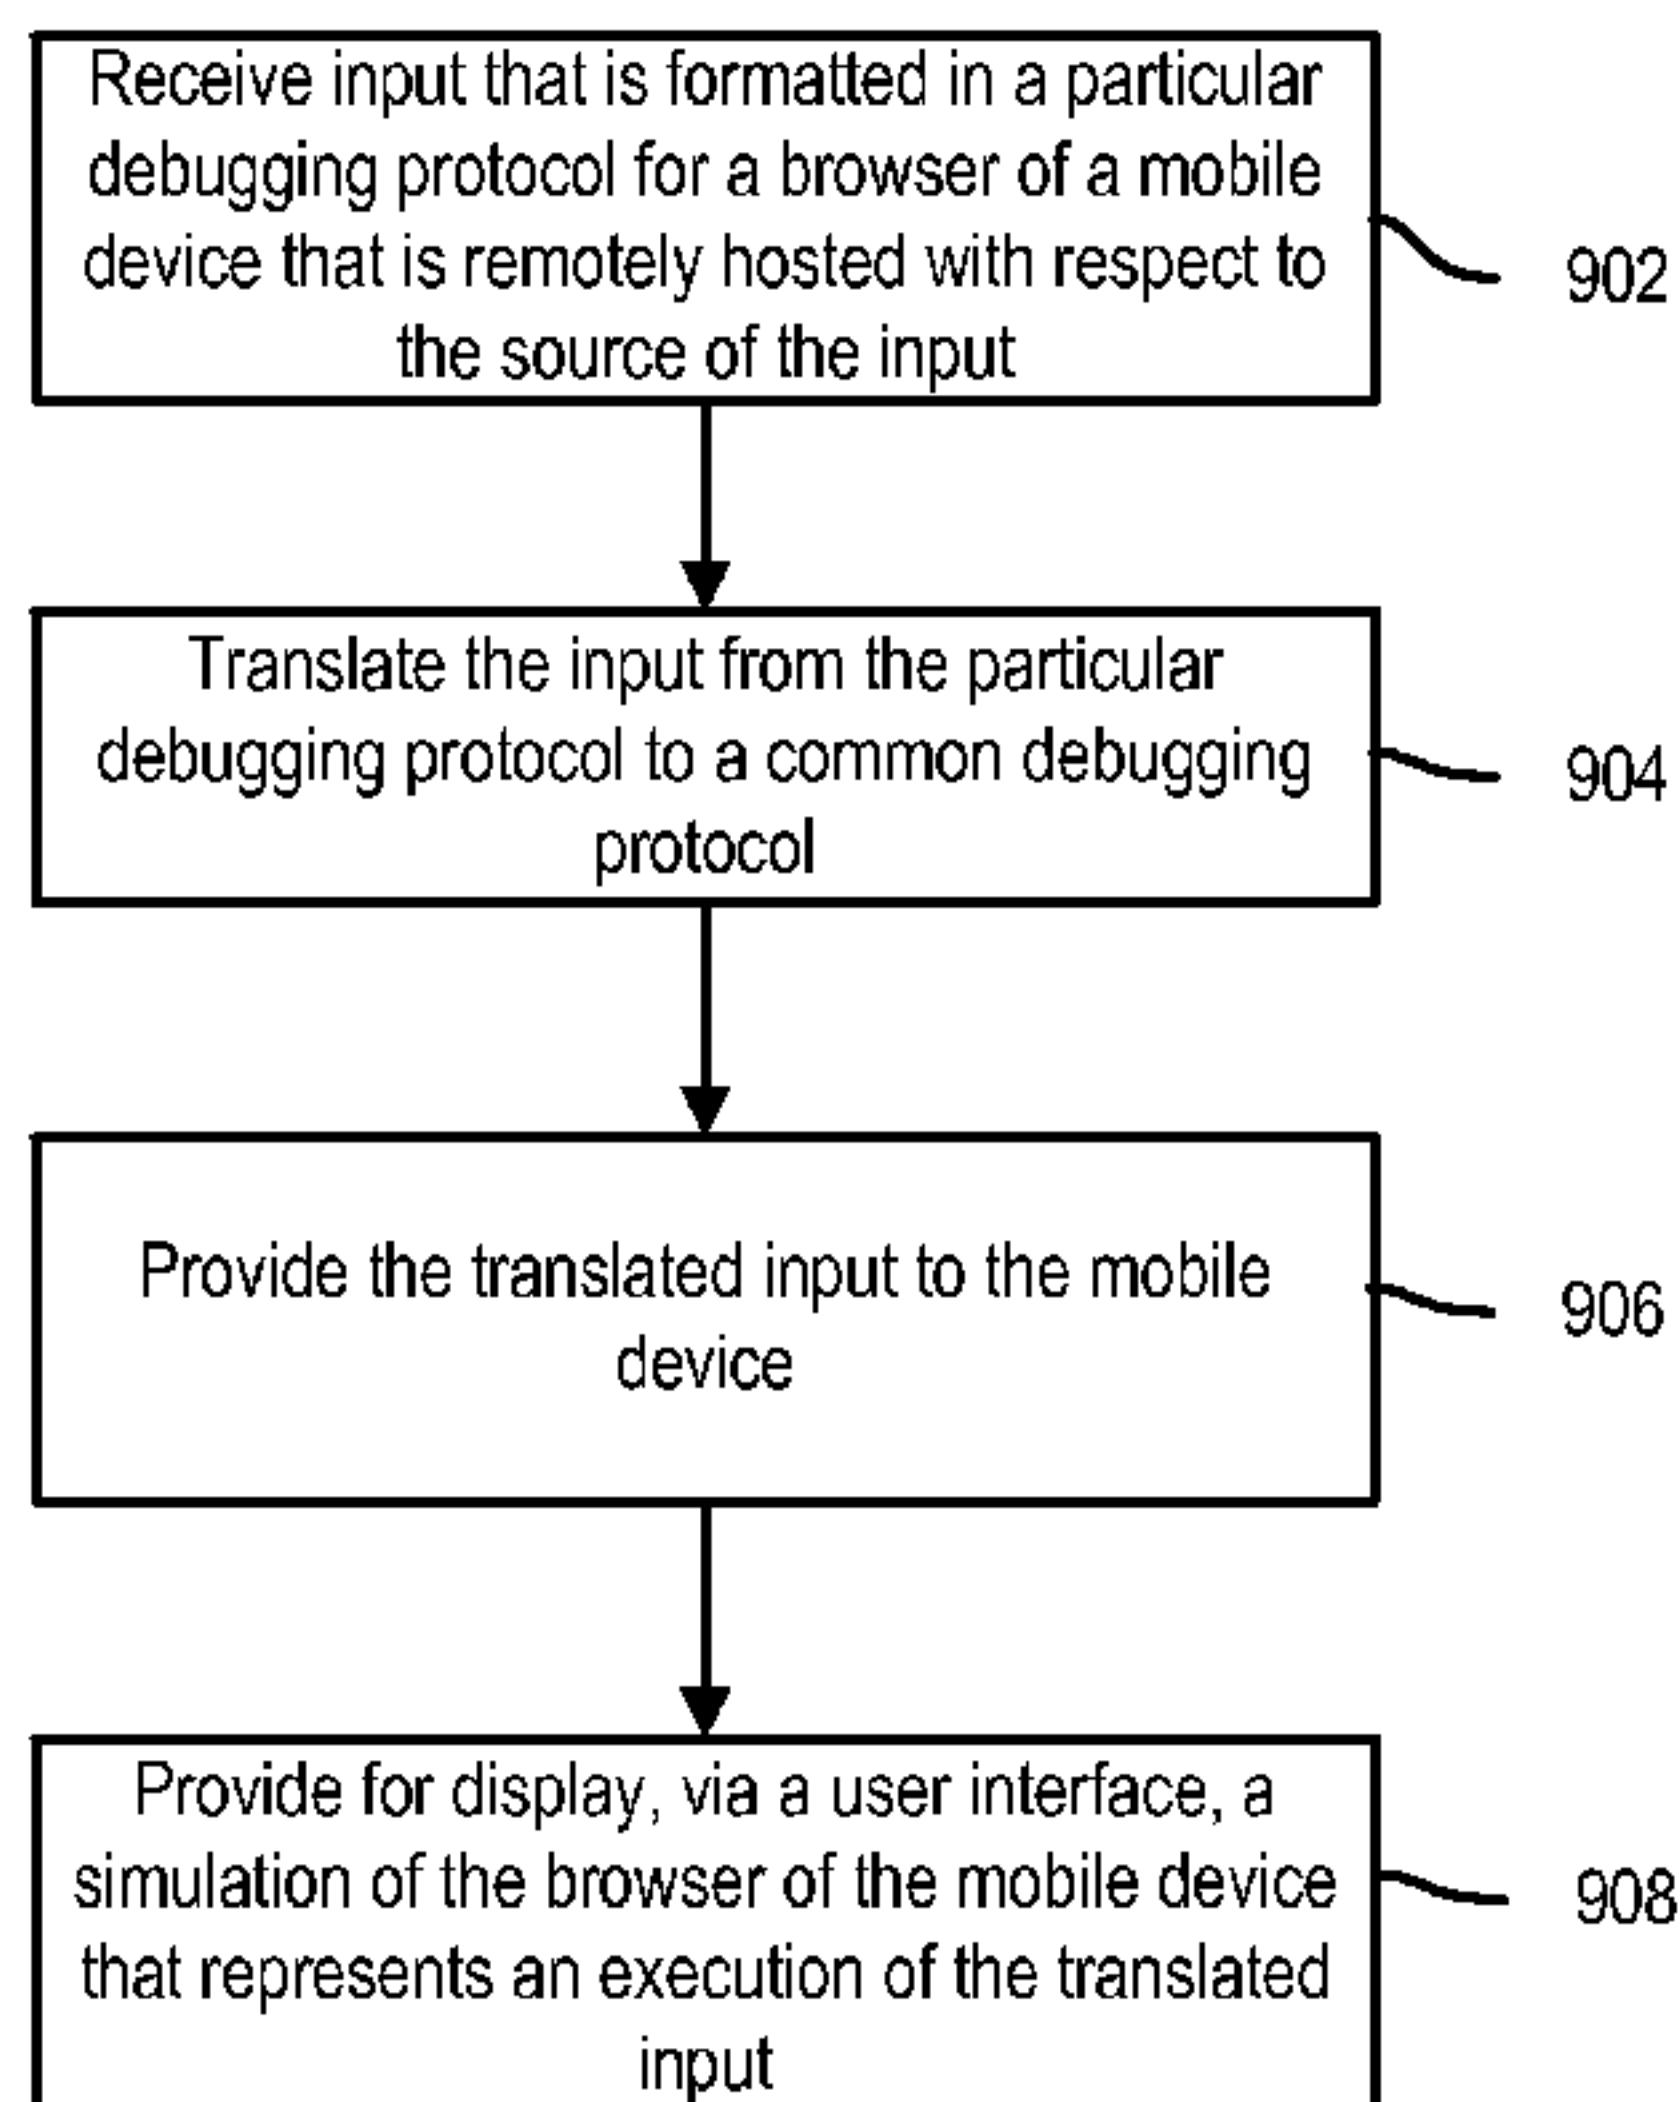 Receive input that is formatted in a particular
debugging protocol for a browser of a mobile
device that is remotely hosted with respect to
the source of the input
902
Translate the input from the particular
debugging protocol to a common debugging
protocol
904
Provide the translated input to the mobile
device
906
Provide for display, via a user interface, a
simulation of the browser of the mobile device
that represents an execution of the translated
input
908